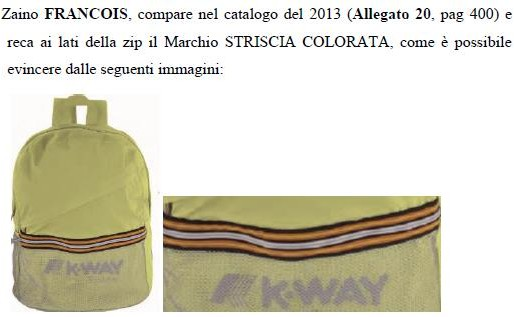 Zaino FRANCOIS, compare nel catalogo del 2013 (Allegato 20, pag 400) e
reca ai lati della zip il Marchio STRISCIA COLORATA, come è possibile
evincere dalle seguenti immagini:
K-WAY
K-WAY